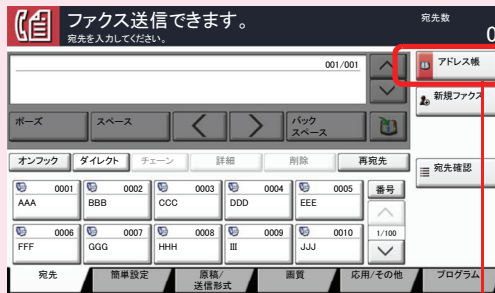 ファクス送信できます。
宛先を入力してください。
宛先数
0
001/001
アドレス帳
新規ファクス
ポーズ
スペース
バック
スペース
オンフック
ダイレクト
チェーン
詳細
削除
再宛先
宛先確認
0001
AAA
0002
BBB
0003
CCC
0004
DDD
0005
EEE
番号
0006
FFF
0007
GGG
0008
HHH
0009
III
0010
JJJ
1/100
宛先
簡単設定
原稿/
送信形式
画質
応用/その他
プログラム